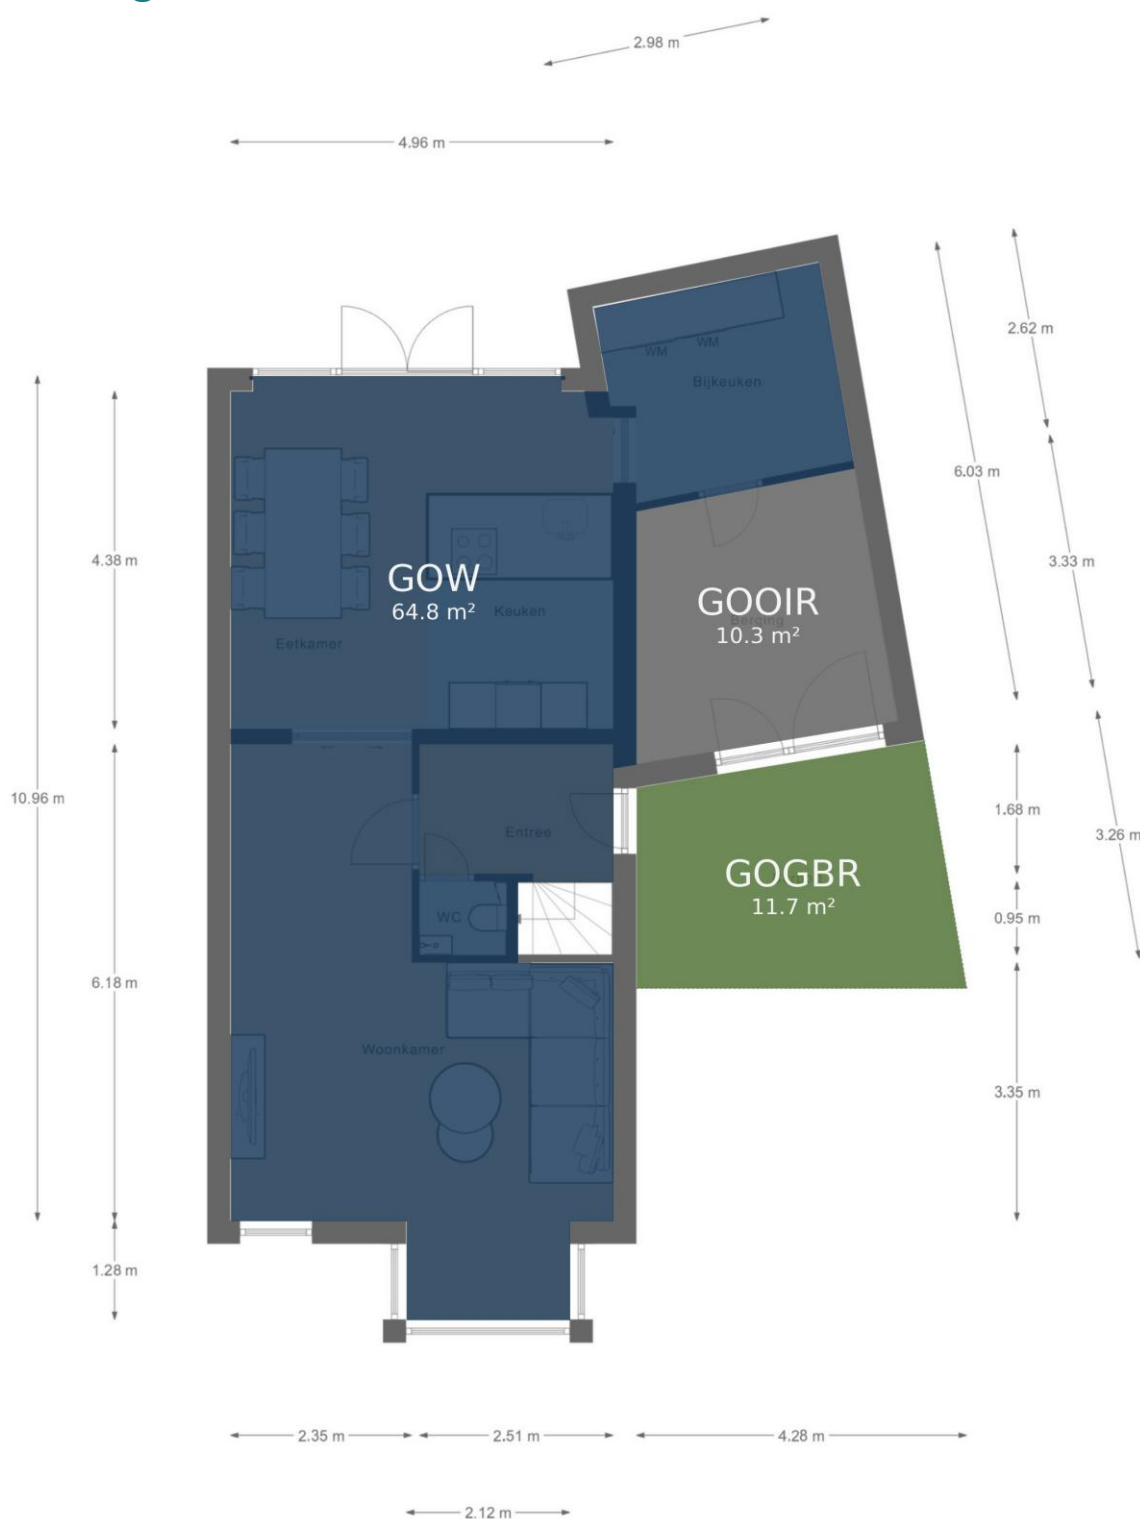 2.98 m
4.96 m
2.62 m
WM
WM
Bijkeuken
6.03 m
4.38 m
3.33 m
GOW
64.8 m²
Keuken
GOOIR
Berging
10.3 m²
Eetkamer
10.96 m
1.68 m
3.26 m
Entree
GOGBR
11.7 m²
WC
0.95 m
6.18 m
Woonkamer
3.35 m
1.28 m
2.35 m
2.51 m
4.28 m
2.12 m